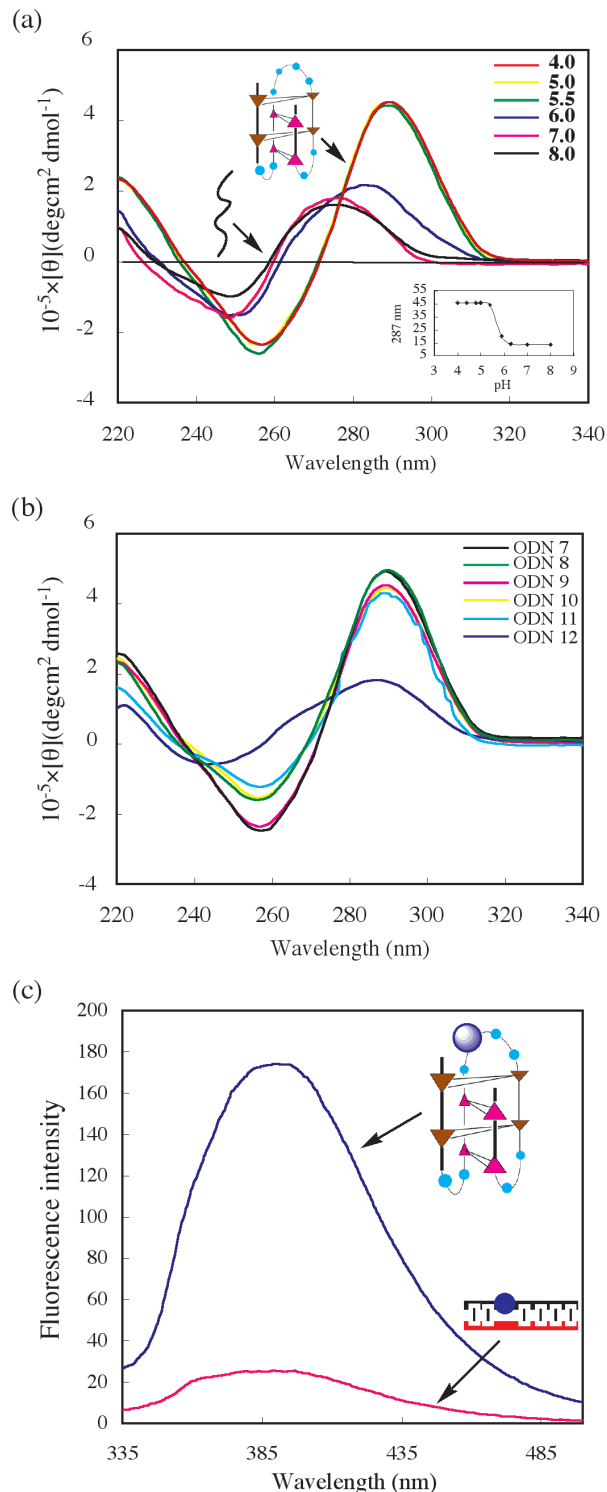 (a)
6
4
2
0
-2
-4
10⁻⁵×[θ](degcm² dmol⁻¹)
4.0
5.0
5.5
6.0
7.0
8.0
287 nm
45
35
25
15
5
3 4 5 6 7 8 9
pH
220 240 260 280 300 320 340
Wavelength (nm)
(b)
6
4
2
0
-2
-4
10⁻⁵×[θ](degcm² dmol⁻¹)
ODN 7
ODN 8
ODN 9
ODN 10
ODN 11
ODN 12
220 240 260 280 300 320 340
Wavelength (nm)
(c)
200
180
160
140
120
100
80
60
40
20
0
Fluorescence intensity
335 385 435 485
Wavelength (nm)